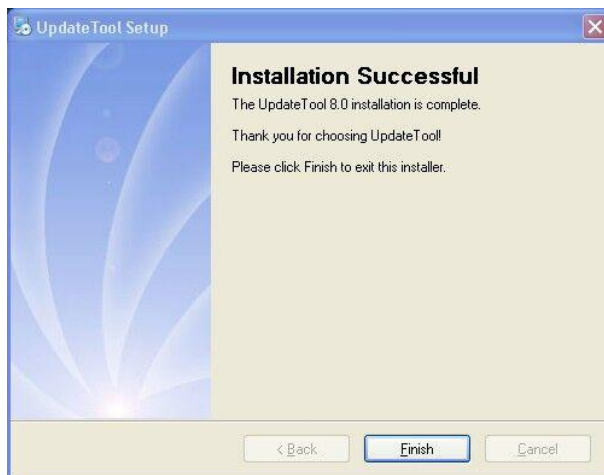 UpdateTool Setup
Installation Successful
The UpdateTool 8.0 installation is complete.
Thank you for choosing UpdateTool!
Please click Finish to exit this installer.
< Back
Finish
Cancel